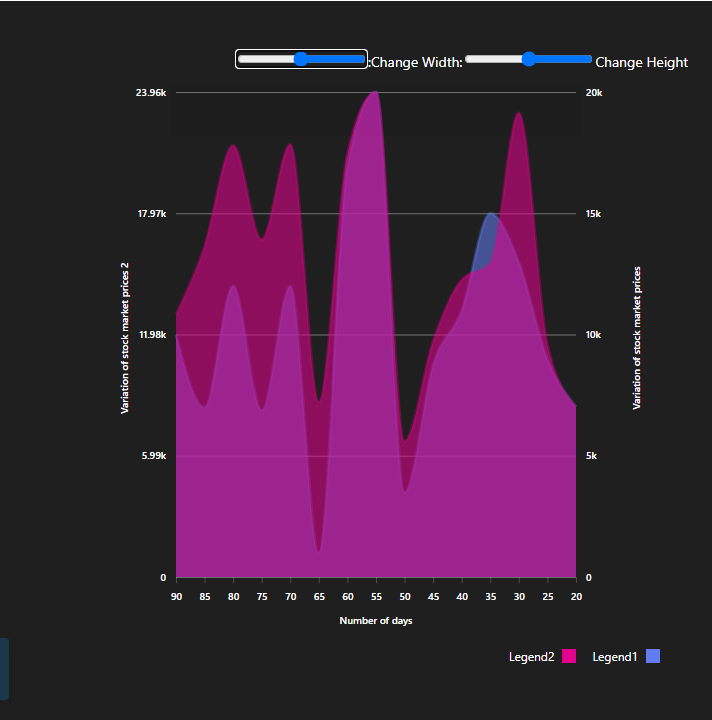 :Change Width: Change Height
23.96k 20k
17.97k 15k
11.98k 10k
5.99k 5k
0 0
Variation of stock market prices 2
Variation of stock market prices
90 85 80 75 70 65 60 55 50 45 40 35 30 25 20
Number of days
Legend2 Legend1